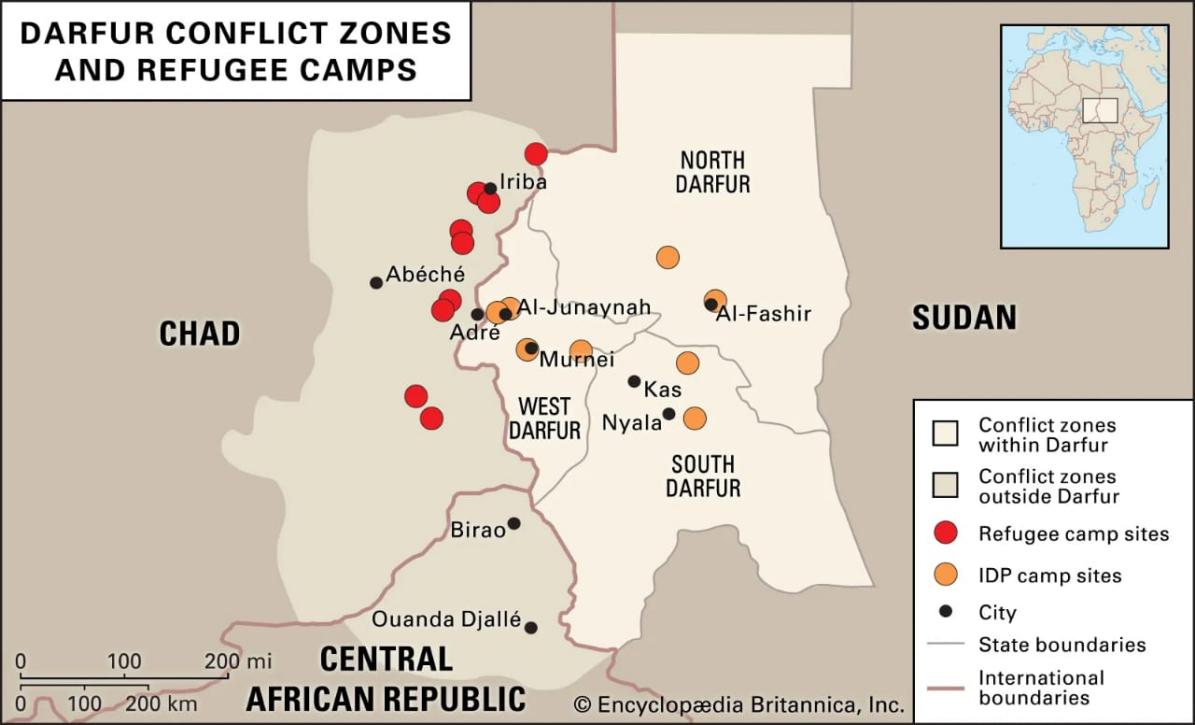 DARFUR CONFLICT ZONES
AND REFUGEE CAMPS
NORTH
DARFUR
Iriba
Abéché
Al-Junaynah
Al-Fashir
Adré
CHAD
SUDAN
Murnei
Kas
WEST
DARFUR
Nyala
SOUTH
DARFUR
Birao
Ouanda Djallé
CENTRAL
AFRICAN REPUBLIC
Conflict zones
within Darfur
Conflict zones
outside Darfur
Refugee camp sites
IDP camp sites
City
State boundaries
International
boundaries
0 100 200 mi
0 100 200 km
© Encyclopædia Britannica, Inc.